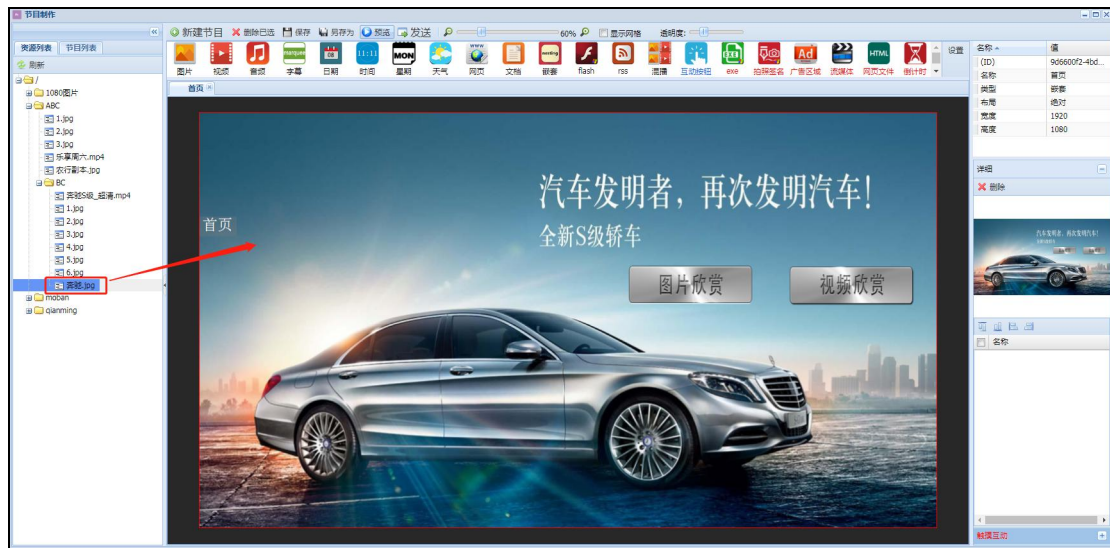 节目制作
资源列表 节目列表
刷新
/
1080图片
ABC
1.jpg
2.jpg
3.jpg
乐享周六.mp4
农行副本.jpg
BC
奔驰S级_超清.mp4
1.jpg
2.jpg
3.jpg
4.jpg
5.jpg
6.jpg
奔驰.jpg
moban
qianming
新建节目 删除已选 保存 另存为 预览 发送 60% 显示网格 透明度:
图片 视频 音频 字幕 日期 时间 星期 天气 网页 文档 嵌套 flash rss 混播 互动按钮 exe 拍照签名 广告区域 流媒体 网页文件 倒计时
设置
首页
首页
汽车发明者，再次发明汽车！
全新S级轿车
图片欣赏 视频欣赏
名称 值
(ID) 9d6600f2-4bd...
名称 首页
类型 嵌套
布局 绝对
宽度 1920
高度 1080
详细
删除
名称
触摸互动